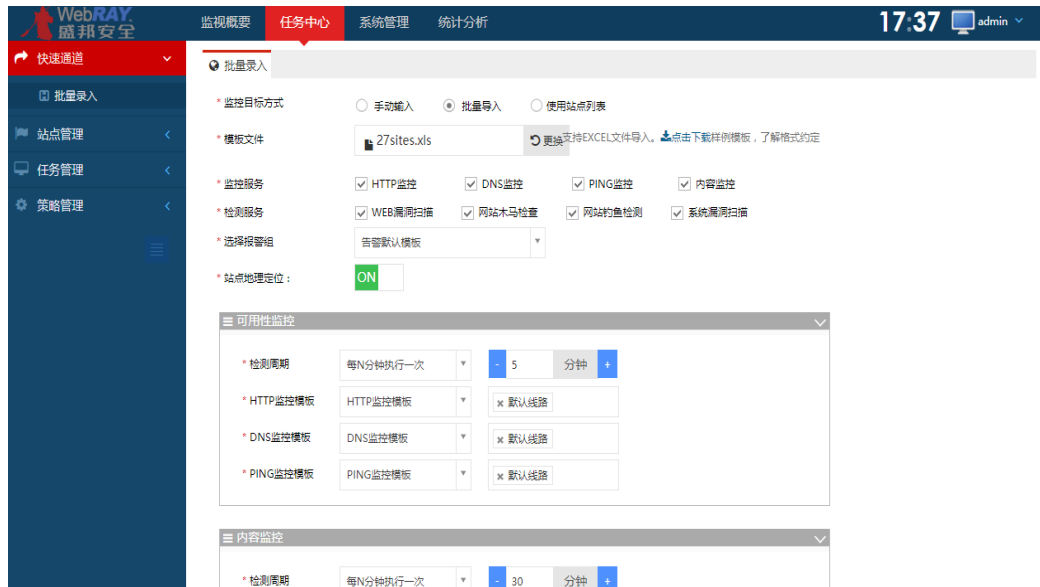 WebRAY.
盛邦安全
监视概要 任务中心 系统管理 统计分析
17:37 admin
快速通道
批量录入
站点管理
任务管理
策略管理
批量录入
* 监控目标方式 手动输入 批量导入 使用站点列表
* 模板文件 27sites.xls 更换 支持EXCEL文件导入。点击下载样例模板，了解格式约定
* 监控服务 HTTP监控 DNS监控 PING监控 内容监控
* 检测服务 WEB漏洞扫描 网站木马检查 网站钓鱼检测 系统漏洞扫描
* 选择报警组 告警默认模板
* 站点地理定位： ON
可用性监控
* 检测周期 每N分钟执行一次 - 5 分钟 +
* HTTP监控模板 HTTP监控模板 × 默认线路
* DNS监控模板 DNS监控模板 × 默认线路
* PING监控模板 PING监控模板 × 默认线路
内容监控
* 检测周期 每N分钟执行一次 - 30 分钟 +